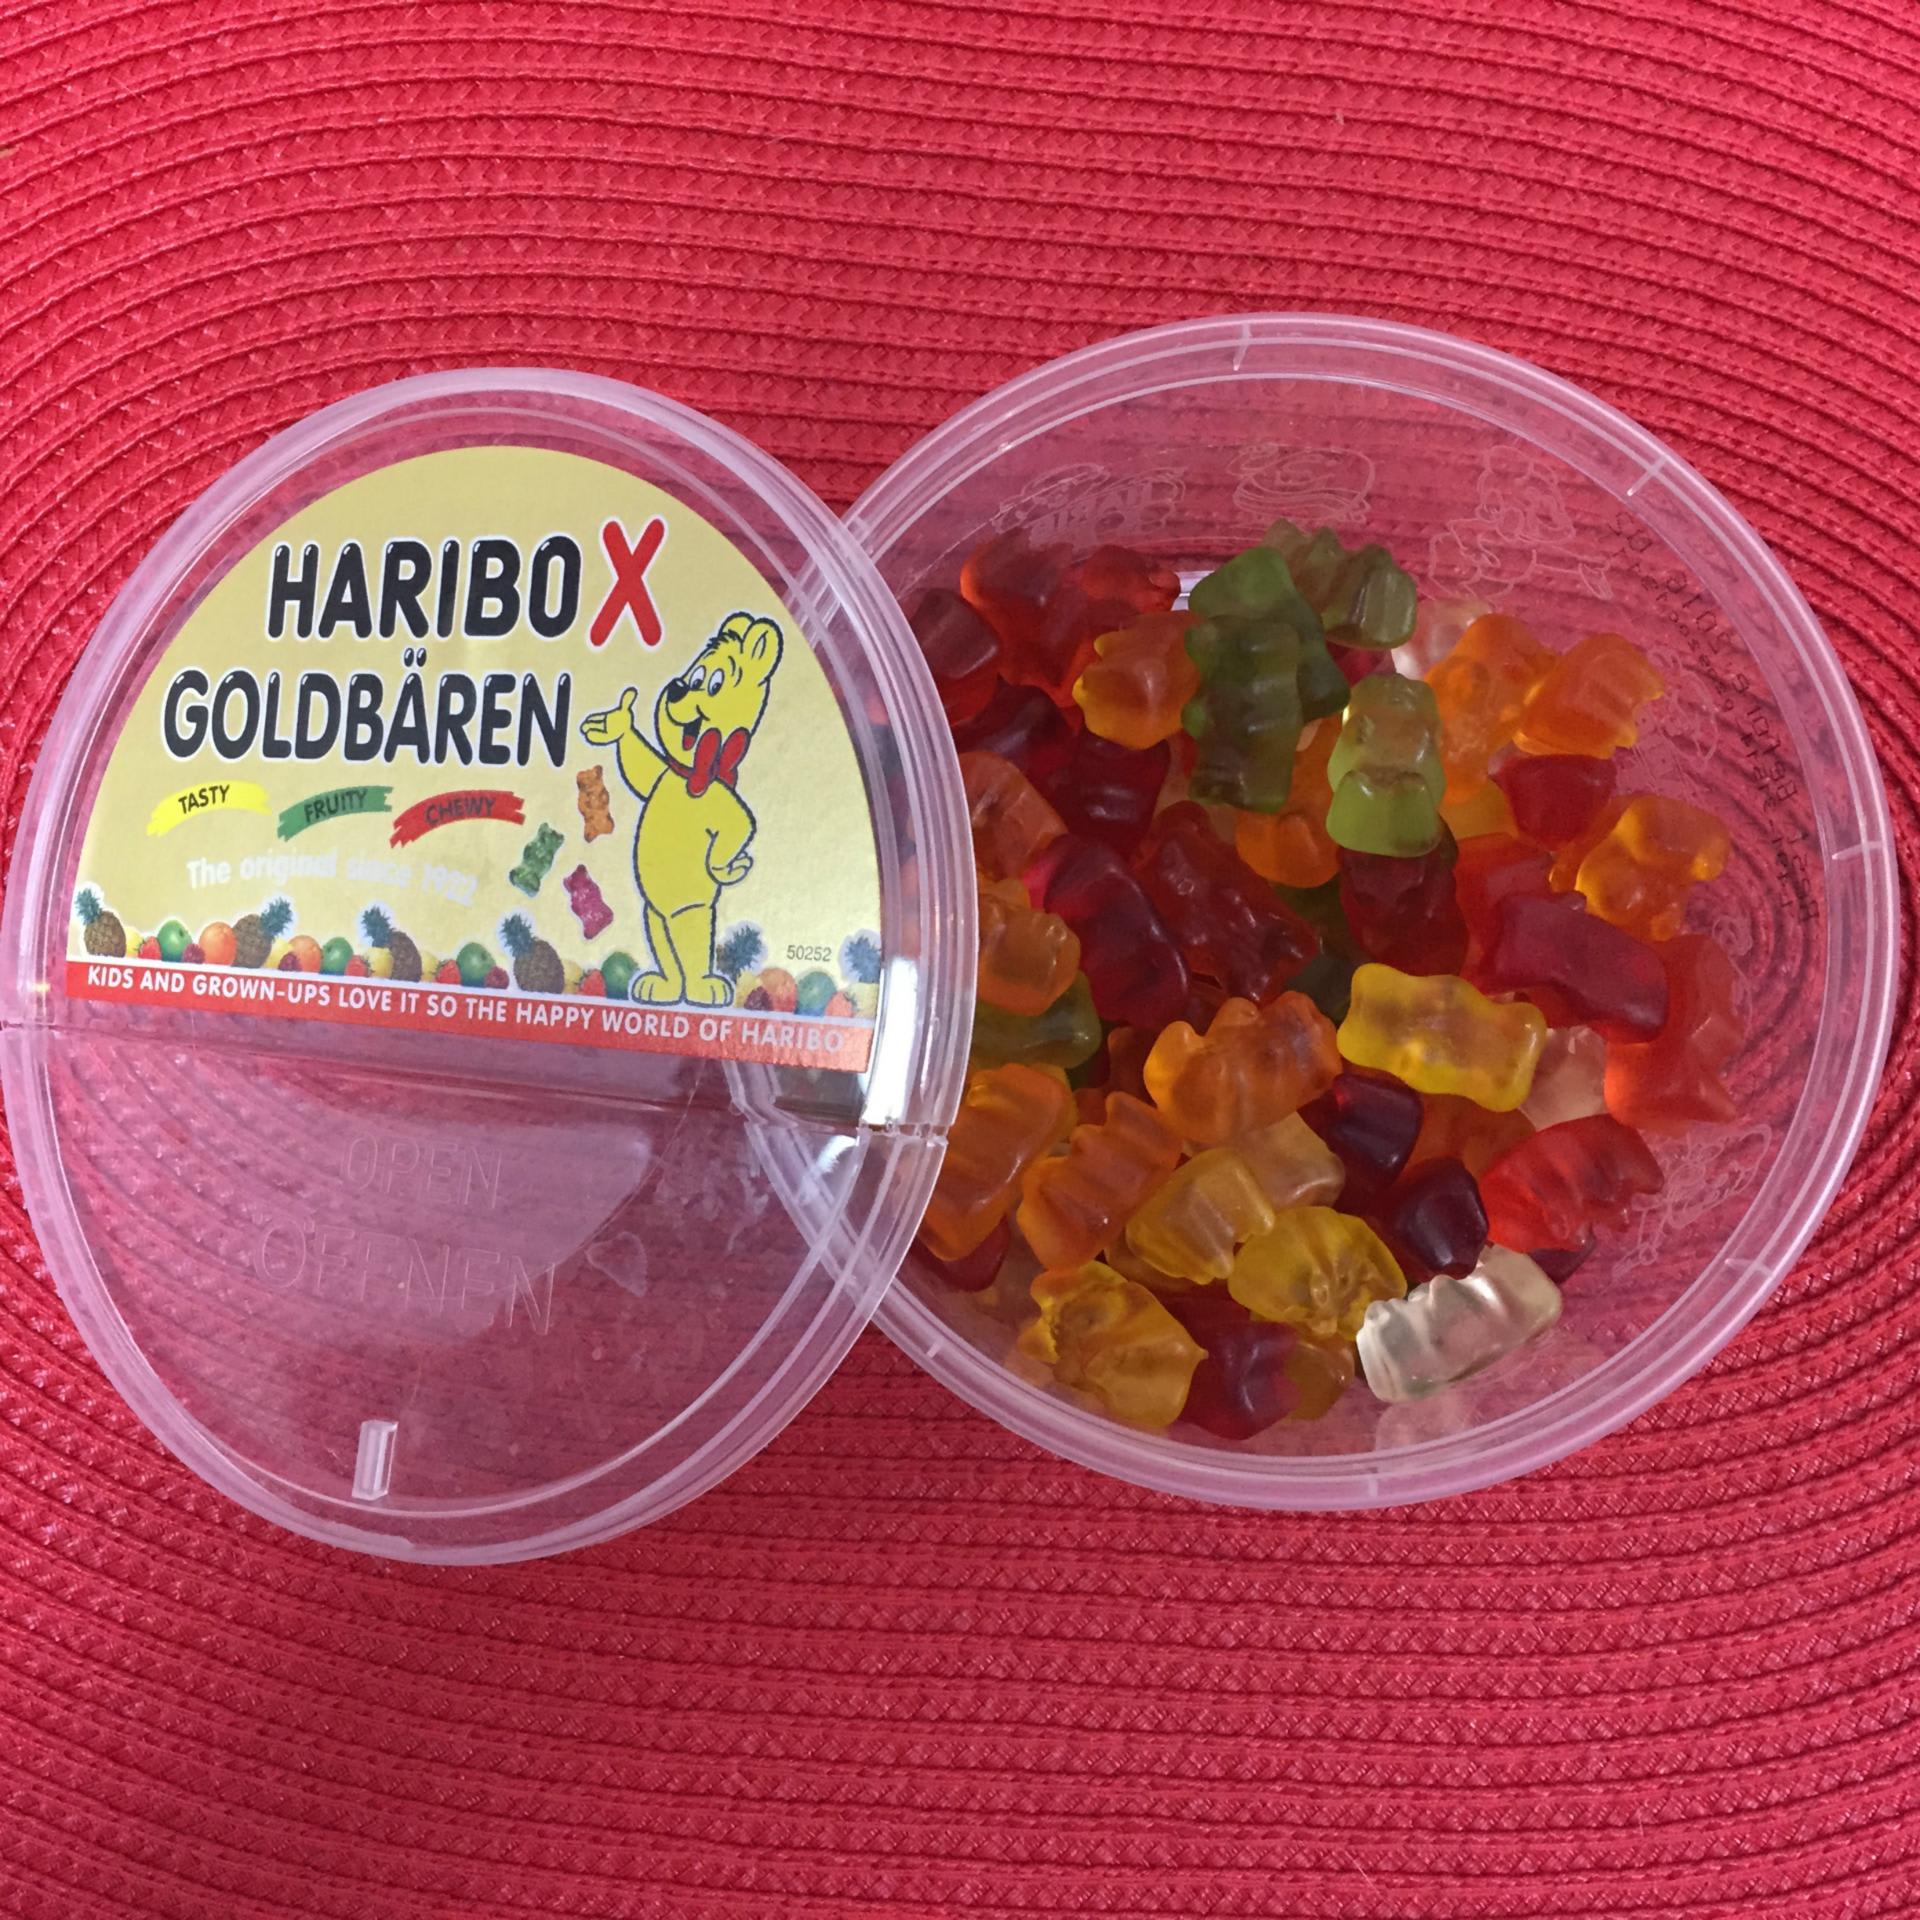 HARIBO X
GOLDBÄREN
TASTY FRUITY CHEWY
The original since 1922
50252
KIDS AND GROWN-UPS LOVE IT SO THE HAPPY WORLD OF HARIBO
OPEN
ÖFFNEN